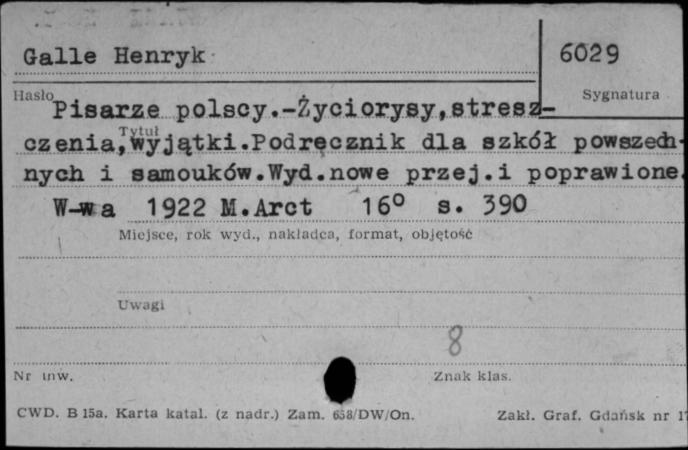 Galle Henryk
6029
Hasło
Sygnatura
Pisarze polscy.-Życiorysy,stresz-
Tytuł
czenia,wyjątki.Podręcznik dla szkół powszech-
nych i samouków.Wyd.nowe przej.i poprawione.
W-wa 1922 M.Arct 16° s. 390
Miejsce, rok wyd., nakładca, format, objętość
Uwagi
8
Nr inw.
Znak klas.
CWD. B 15a. Karta katal. (z nadr.) Zam. 658/DW/On.
Zakł. Graf. Gdańsk nr